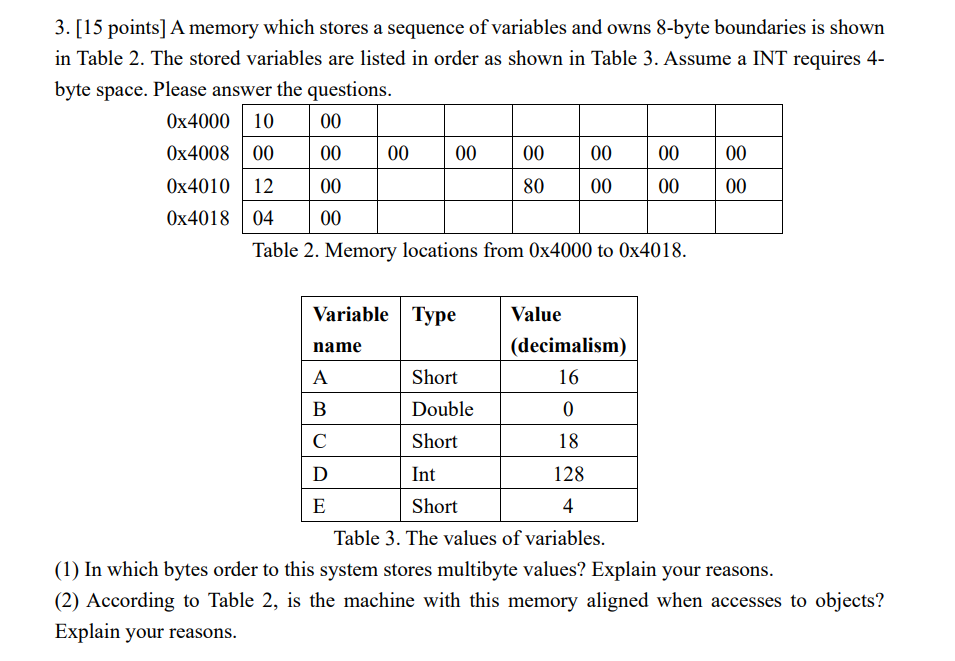 3. [15 points] A memory which stores a sequence of variables and owns 8-byte boundaries is shown
in Table 2. The stored variables are listed in order as shown in Table 3. Assume a INT requires 4-
byte space. Please answer the questions.
0x4000 10 00
0x4008 00 00 00 00 00 00 00 00
0x4010 12 00 80 00 00 00
0x4018 04 00
Table 2. Memory locations from 0x4000 to 0x4018.
Variable Type Value
name (decimalism)
A Short 16
B Double 0
C Short 18
D Int 128
E Short 4
Table 3. The values of variables.
(1) In which bytes order to this system stores multibyte values? Explain your reasons.
(2) According to Table 2, is the machine with this memory aligned when accesses to objects?
Explain your reasons.